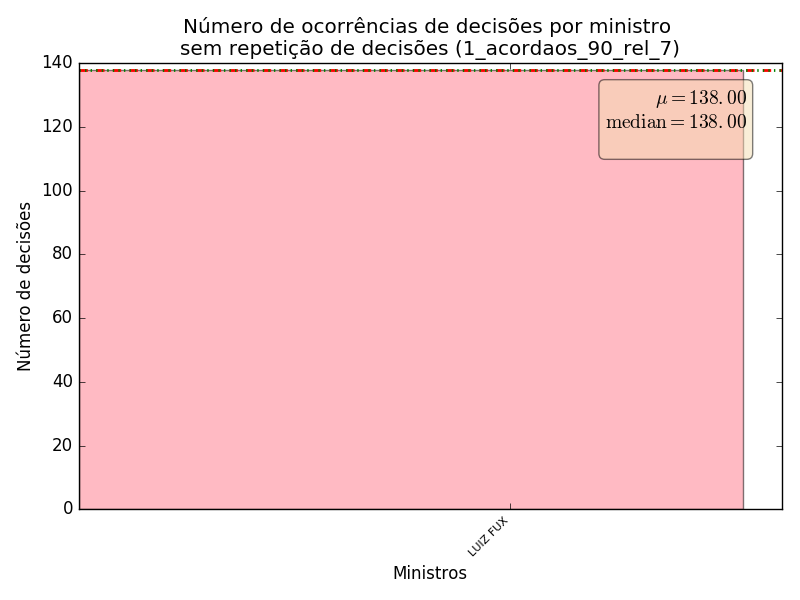 Número de ocorrências de decisões por ministro
sem repetição de decisões (1_acordaos_90_rel_7)
140
120
100
80
60
40
20
0
Número de decisões
μ = 138.00
median = 138.00
LUIZ FUX
Ministros